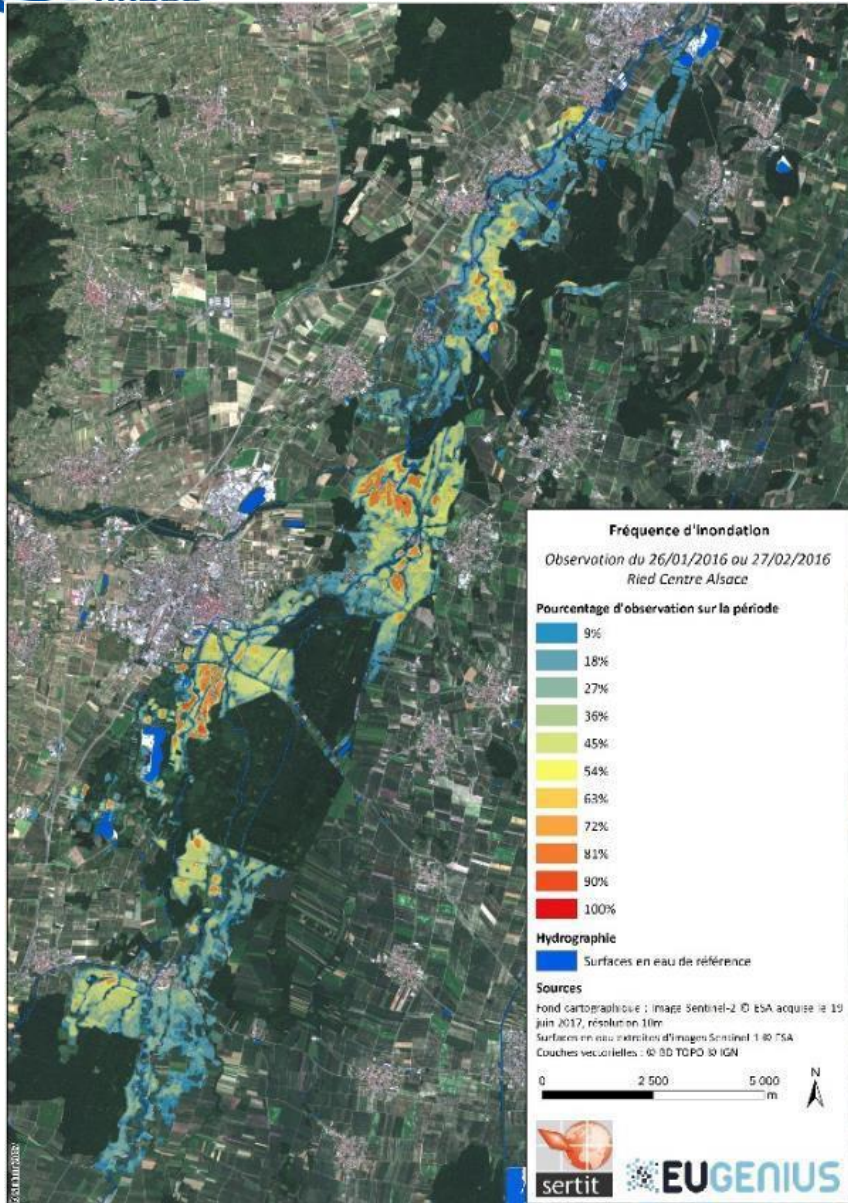 Fréquence d'Inondation
Observation du 26/01/2016 au 27/02/2016
Ried Centre Alsace
Pourcentage d'observation sur la période
9%
18%
27%
36%
45%
54%
63%
72%
81%
90%
100%
Hydrographie
Surfaces en eau de référence
Sources
Fond cartographique : Image Sentinel-2 © ESA acquise le 19
juin 2017, résolution 10m
Surfaces en eau extraites d'images Sentinel 1 © ESA
Couches vectorielles : © BD TOPO © IGN
0 2 500 5 000
m
N
sertit
EUGENIUS